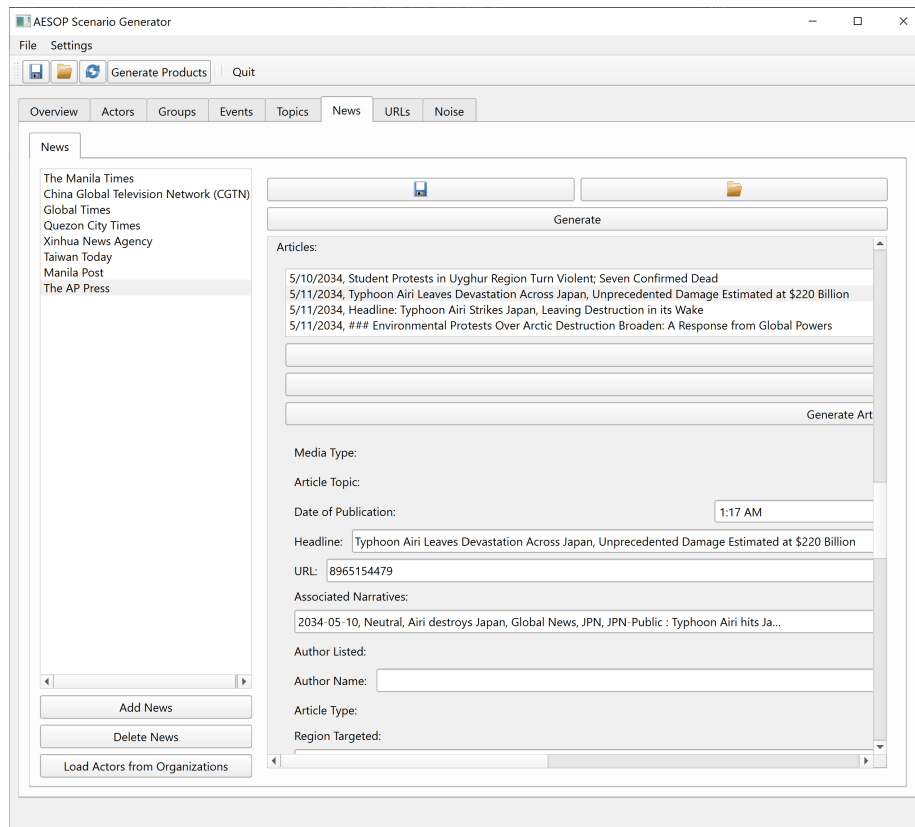 AESOP Scenario Generator
File Settings
Generate Products Quit
Overview Actors Groups Events Topics News URLs Noise
News
The Manila Times
China Global Television Network (CGTN)
Global Times
Quezon City Times
Xinhua News Agency
Taiwan Today
Manila Post
The AP Press
Add News
Delete News
Load Actors from Organizations
Generate
Articles:
5/10/2034, Student Protests in Uyghur Region Turn Violent; Seven Confirmed Dead
5/11/2034, Typhoon Airi Leaves Devastation Across Japan, Unprecedented Damage Estimated at $220 Billion
5/11/2034, Headline: Typhoon Airi Strikes Japan, Leaving Destruction in its Wake
5/11/2034, ### Environmental Protests Over Arctic Destruction Broaden: A Response from Global Powers
Generate Art
Media Type:
Article Topic:
Date of Publication: 1:17 AM
Headline: Typhoon Airi Leaves Devastation Across Japan, Unprecedented Damage Estimated at $220 Billion
URL: 8965154479
Associated Narratives:
2034-05-10, Neutral, Airi destroys Japan, Global News, JPN, JPN-Public : Typhoon Airi hits Ja...
Author Listed:
Author Name:
Article Type:
Region Targeted: